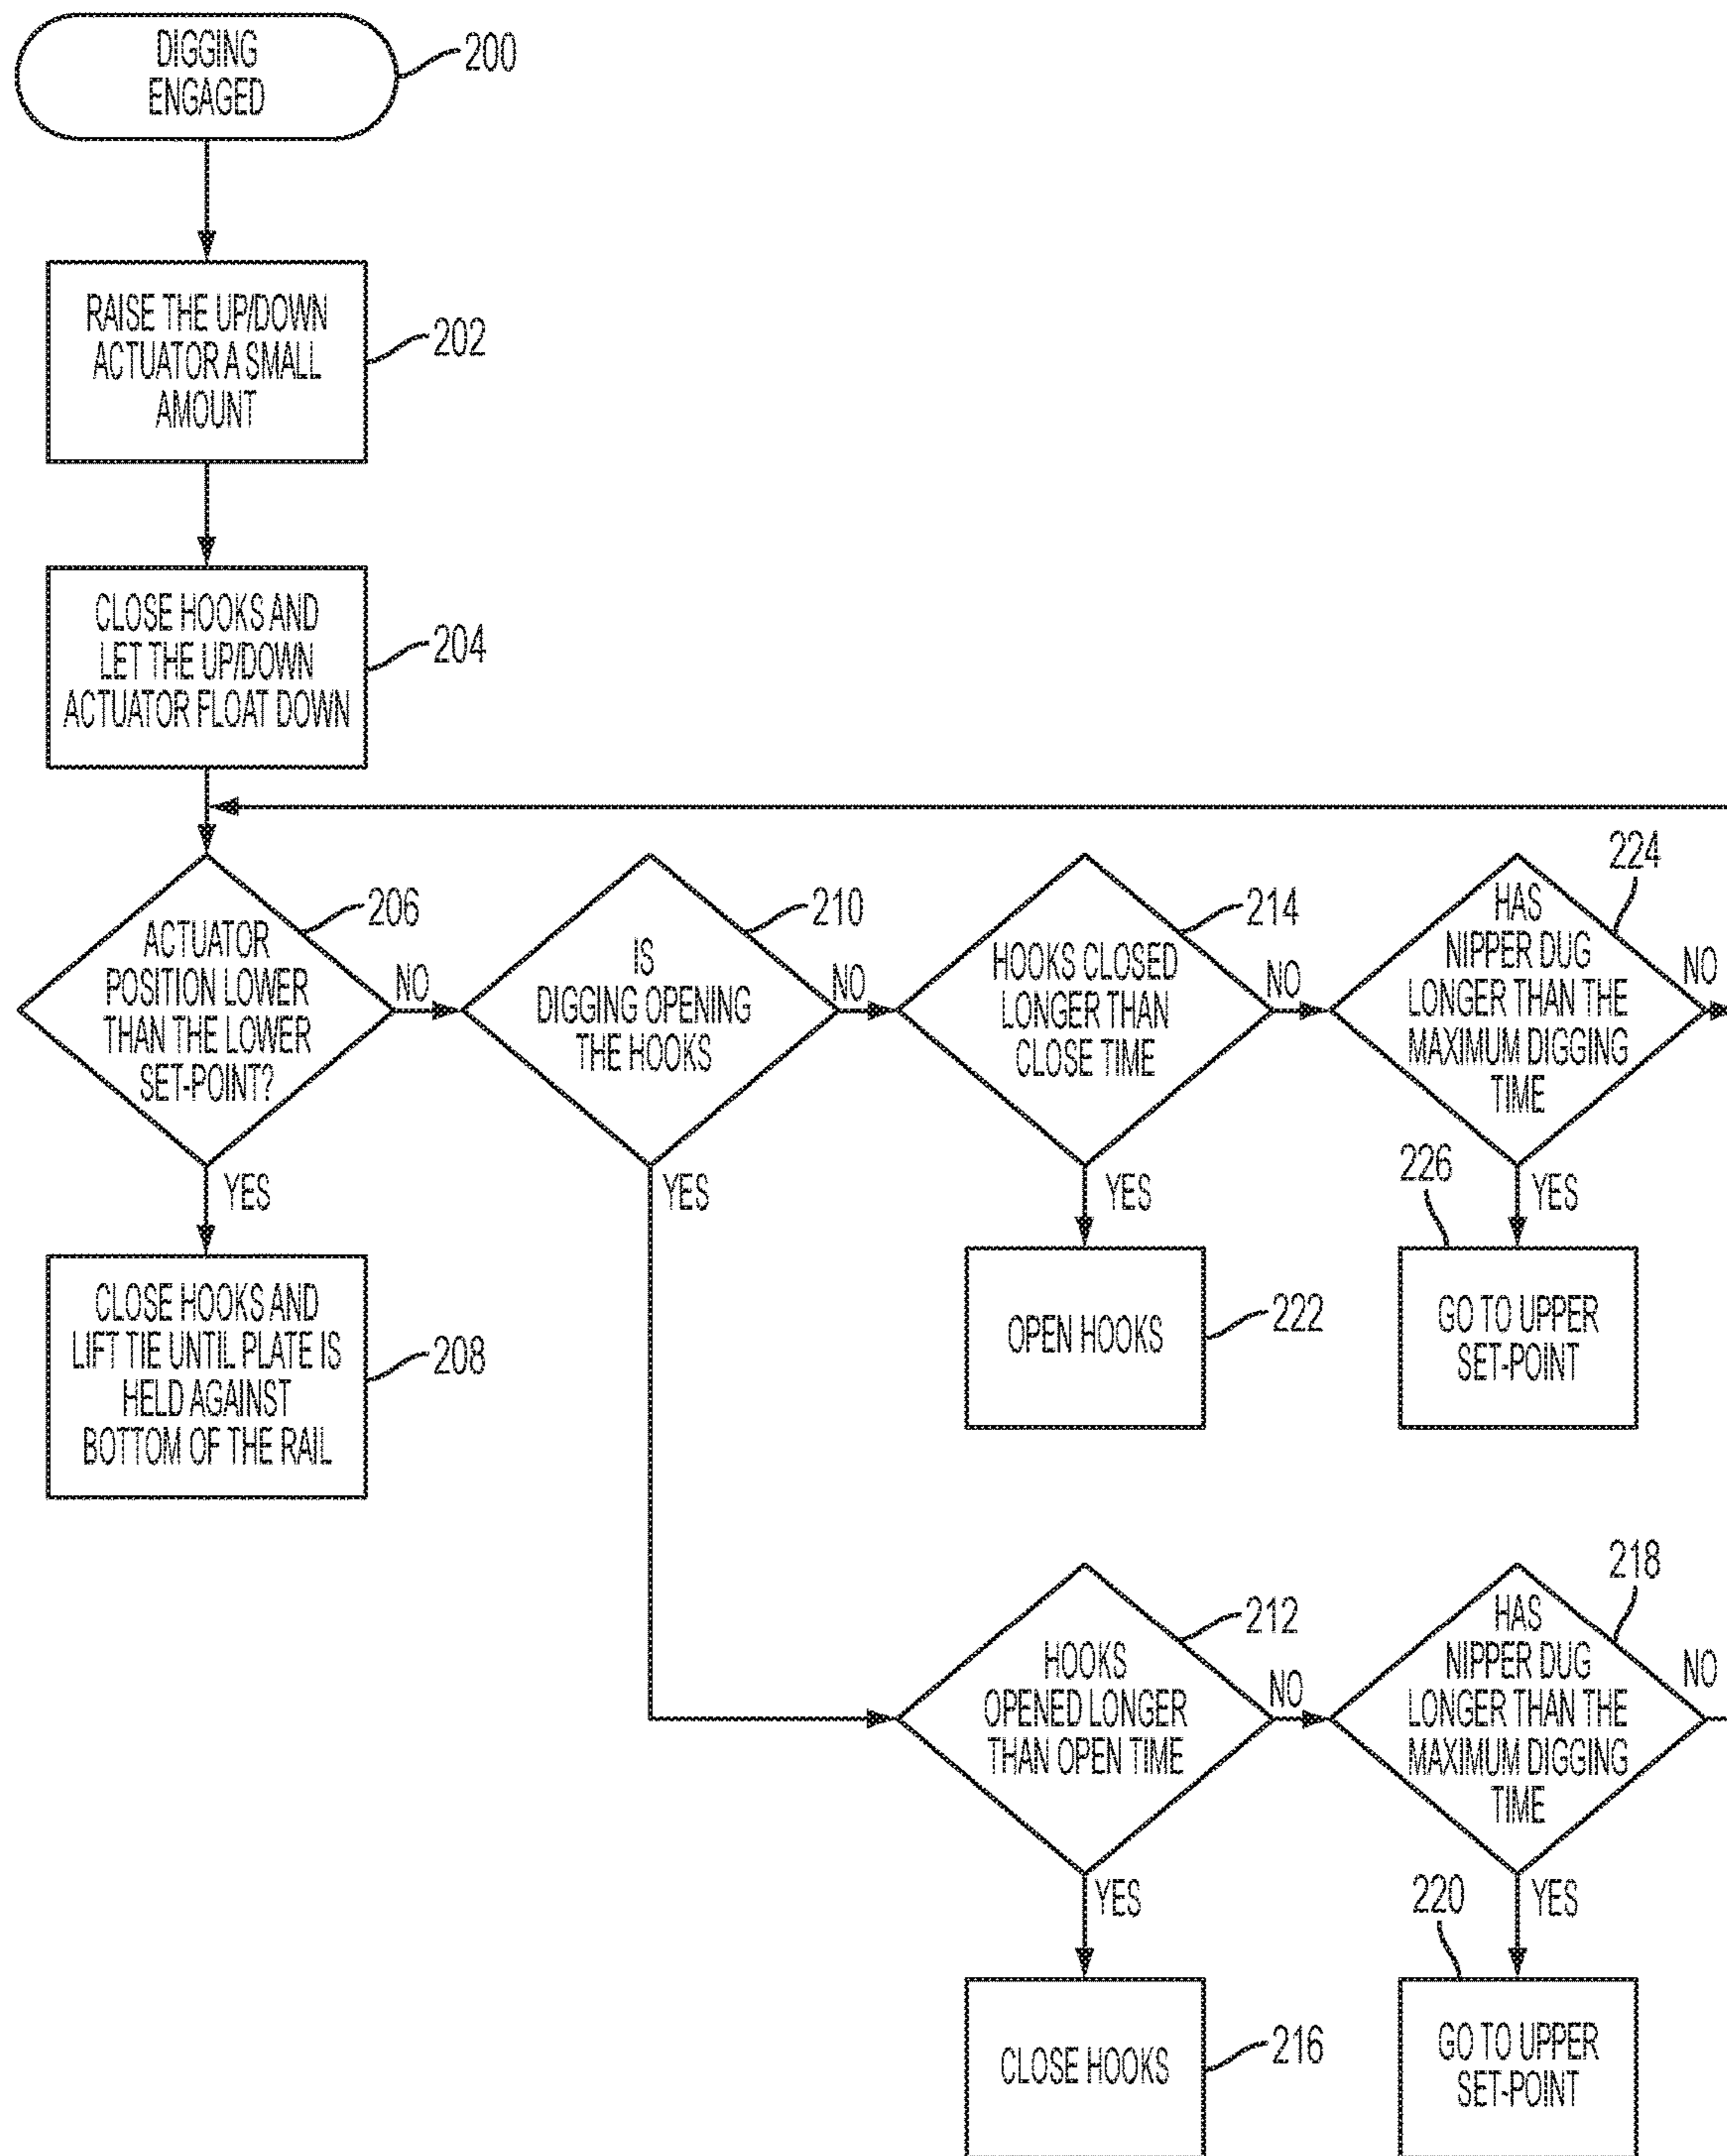 DIGGING
ENGAGED
200
RAISE THE UP/DOWN
ACTUATOR A SMALL
AMOUNT
202
CLOSE HOOKS AND
LET THE UP/DOWN
ACTUATOR FLOAT DOWN
204
ACTUATOR
POSITION LOWER
THAN THE LOWER
SET-POINT?
206
NO
YES
CLOSE HOOKS AND
LIFT TIE UNTIL PLATE IS
HELD AGAINST
BOTTOM OF THE RAIL
208
IS
DIGGING OPENING
THE HOOKS
210
NO
YES
HOOKS CLOSED
LONGER THAN
CLOSE TIME
214
NO
YES
OPEN HOOKS
222
HAS
NIPPER DUG
LONGER THAN THE
MAXIMUM DIGGING
TIME
224
NO
YES
226
GO TO UPPER
SET-POINT
HOOKS
OPENED LONGER
THAN OPEN TIME
212
NO
YES
CLOSE HOOKS
216
HAS
NIPPER DUG
LONGER THAN THE
MAXIMUM DIGGING
TIME
218
NO
YES
220
GO TO UPPER
SET-POINT